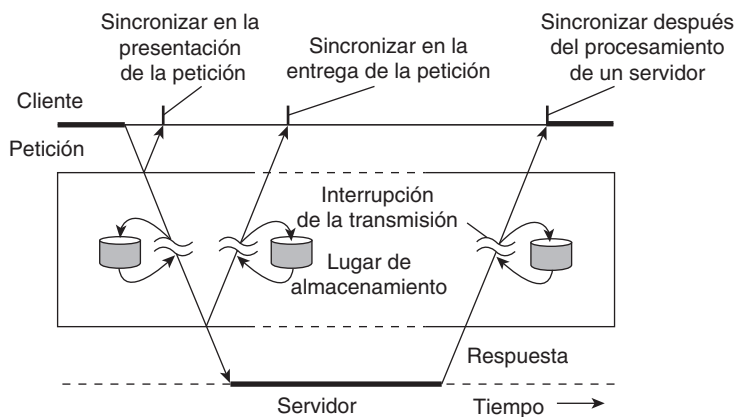 Sincronizar en la
presentación
de la petición
Sincronizar en la
entrega de la petición
Sincronizar después
del procesamiento
de un servidor
Cliente
Petición
Interrupción
de la transmisión
Lugar de
almacenamiento
Respuesta
Servidor
Tiempo